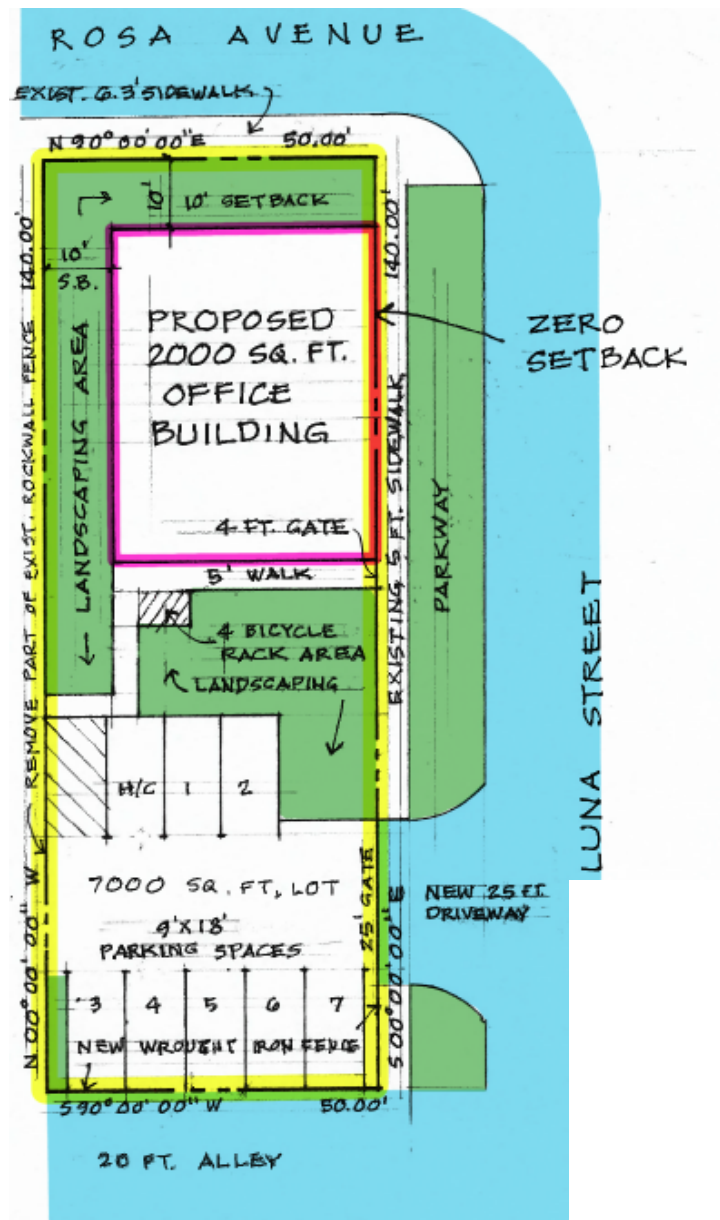 ROSA AVENUE
EXIST. 6.3' SIDEWALK
N 90° 00' 00" E
50.00'
10'
10' SETBACK
140.00'
140.00'
10'
S.B.
PROPOSED
2000 SQ. FT.
OFFICE
BUILDING
ZERO
SETBACK
LANDSCAPING AREA
REMOVE PART OF EXIST ROCKWALL FENCE
EXISTING 5 FT. SIDEWALK
PARKWAY
4 FT. GATE
5' WALK
4 BICYCLE
RACK AREA
LANDSCAPING
LUNA STREET
H/C
1
2
7000 SQ. FT. LOT
9'X18'
PARKING SPACES
25' GATE
NEW 25 FT.
DRIVEWAY
3
4
5
6
7
NEW WROUGHT IRON FENCE
N 00° 00' 00" W
S 00° 00' 00" E
S 90° 00' 00" W
50.00'
20 FT. ALLEY